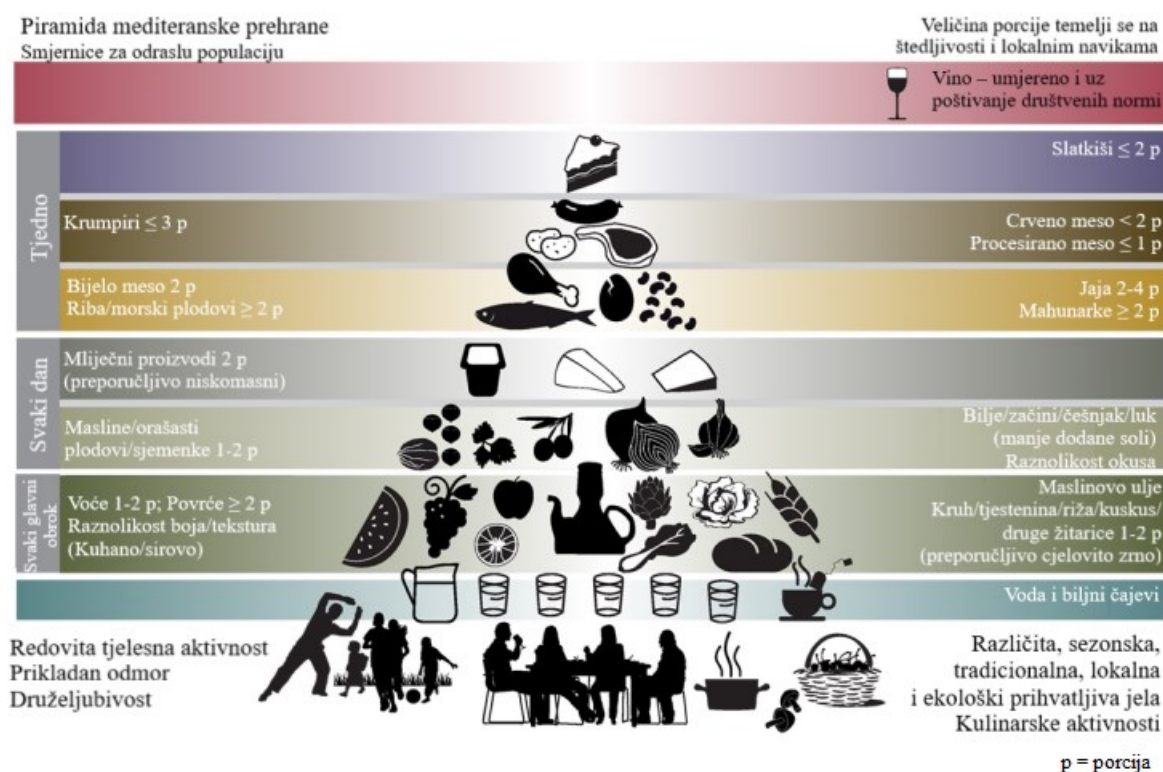 Piramida mediteranske prehrane
Smjernice za odraslu populaciju
Veličina porcije temelji se na
štedljivosti i lokalnim navikama
Vino – umjereno i uz
poštivanje društvenih normi
Tjedno
Slatkiši ≤ 2 p
Krumpiri ≤ 3 p
Crveno meso < 2 p
Procesirano meso ≤ 1 p
Bijelo meso 2 p
Riba/morski plodovi ≥ 2 p
Jaja 2-4 p
Mahunarke ≥ 2 p
Svaki dan
Mliječni proizvodi 2 p
(preporučljivo niskomasni)
Masline/orašasti
plodovi/sjemenke 1-2 p
Bilje/začini/češnjak/luk
(manje dodane soli)
Raznolikost okusa
Svaki glavni
obrok
Voće 1-2 p; Povrće ≥ 2 p
Raznolikost boja/tekstura
(Kuhano/sirovo)
Maslinovo ulje
Kruh/tjestenina/riža/kuskus/
druge žitarice 1-2 p
(preporučljivo cjelovito zrno)
Voda i biljni čajevi
Redovita tjelesna aktivnost
Prikladan odmor
Druželjubivost
Različita, sezonska,
tradicionalna, lokalna
i ekološki prihvatljiva jela
Kulinarske aktivnosti
p = porcija